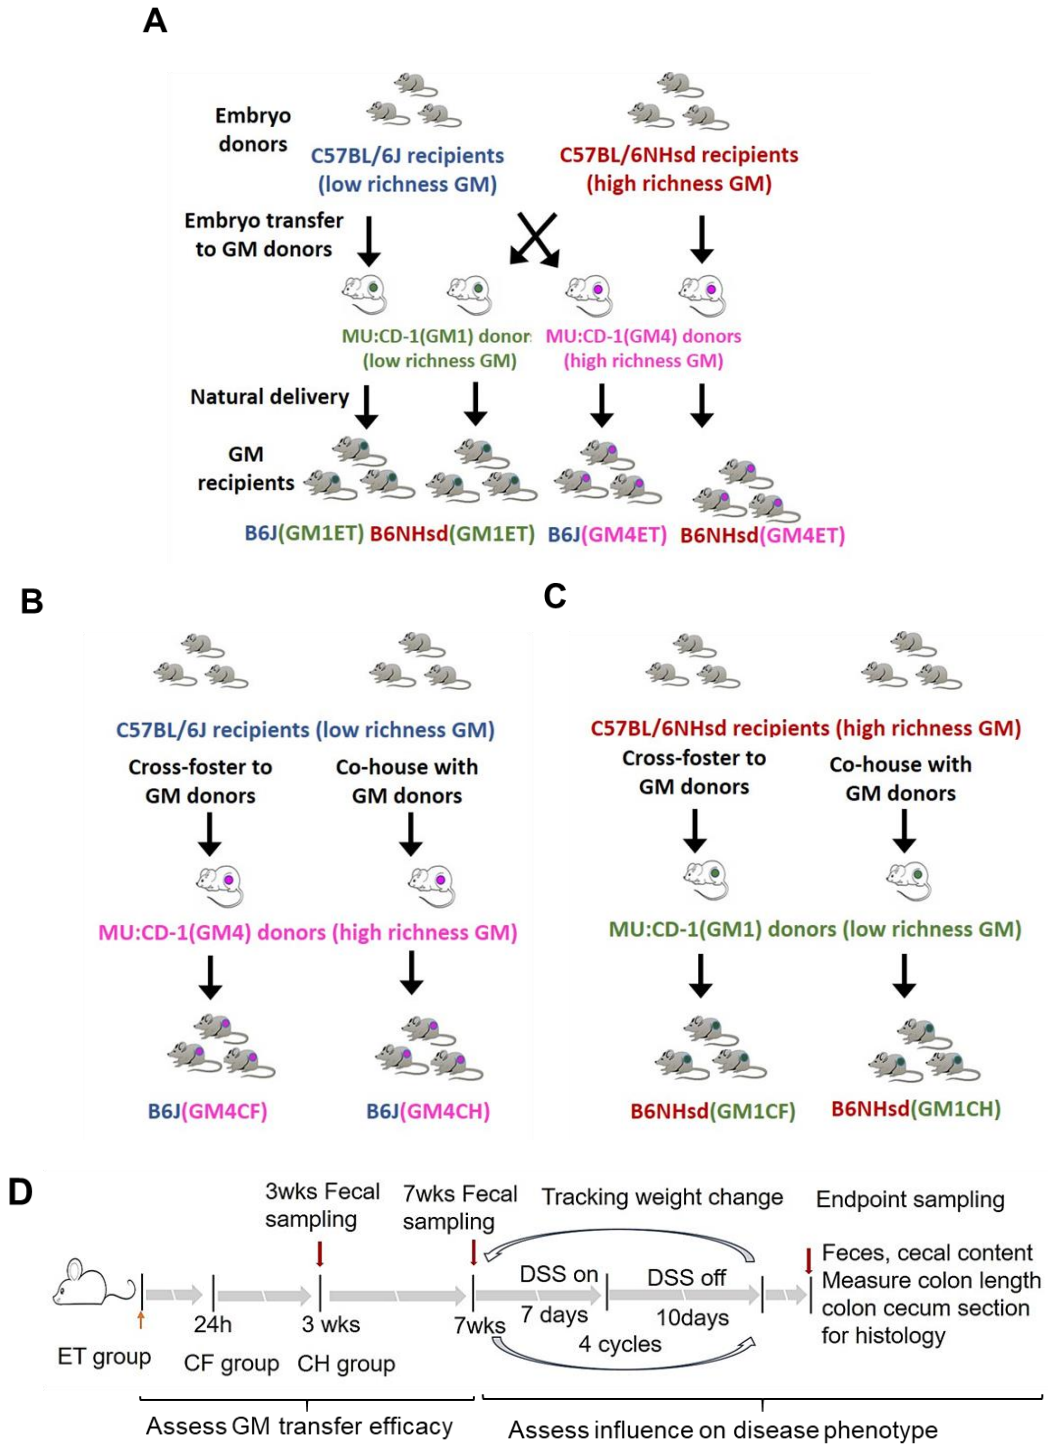 A
Embryo
donors
C57BL/6J recipients
(low richness GM)
C57BL/6NHsd recipients
(high richness GM)
Embryo transfer
to GM donors
MU:CD-1(GM1) donor
(low richness GM)
MU:CD-1(GM4) donors
(high richness GM)
Natural delivery
GM
recipients
B6J(GM1ET) B6NHsd(GM1ET) B6J(GM4ET) B6NHsd(GM4ET)
B
C57BL/6J recipients (low richness GM)
Cross-foster to
GM donors
Co-house with
GM donors
MU:CD-1(GM4) donors (high richness GM)
B6J(GM4CF)
B6J(GM4CH)
C
C57BL/6NHsd recipients (high richness GM)
Cross-foster to
GM donors
Co-house with
GM donors
MU:CD-1(GM1) donors (low richness GM)
B6NHsd(GM1CF)
B6NHsd(GM1CH)
D
3wks Fecal
sampling
7wks Fecal
sampling
Tracking weight change
Endpoint sampling
DSS on
7 days
DSS off
10days
4 cycles
Feces, cecal content
Measure colon length
colon cecum section
for histology
24h
3 wks
7wks
ET group
CF group
CH group
Assess GM transfer efficacy
Assess influence on disease phenotype